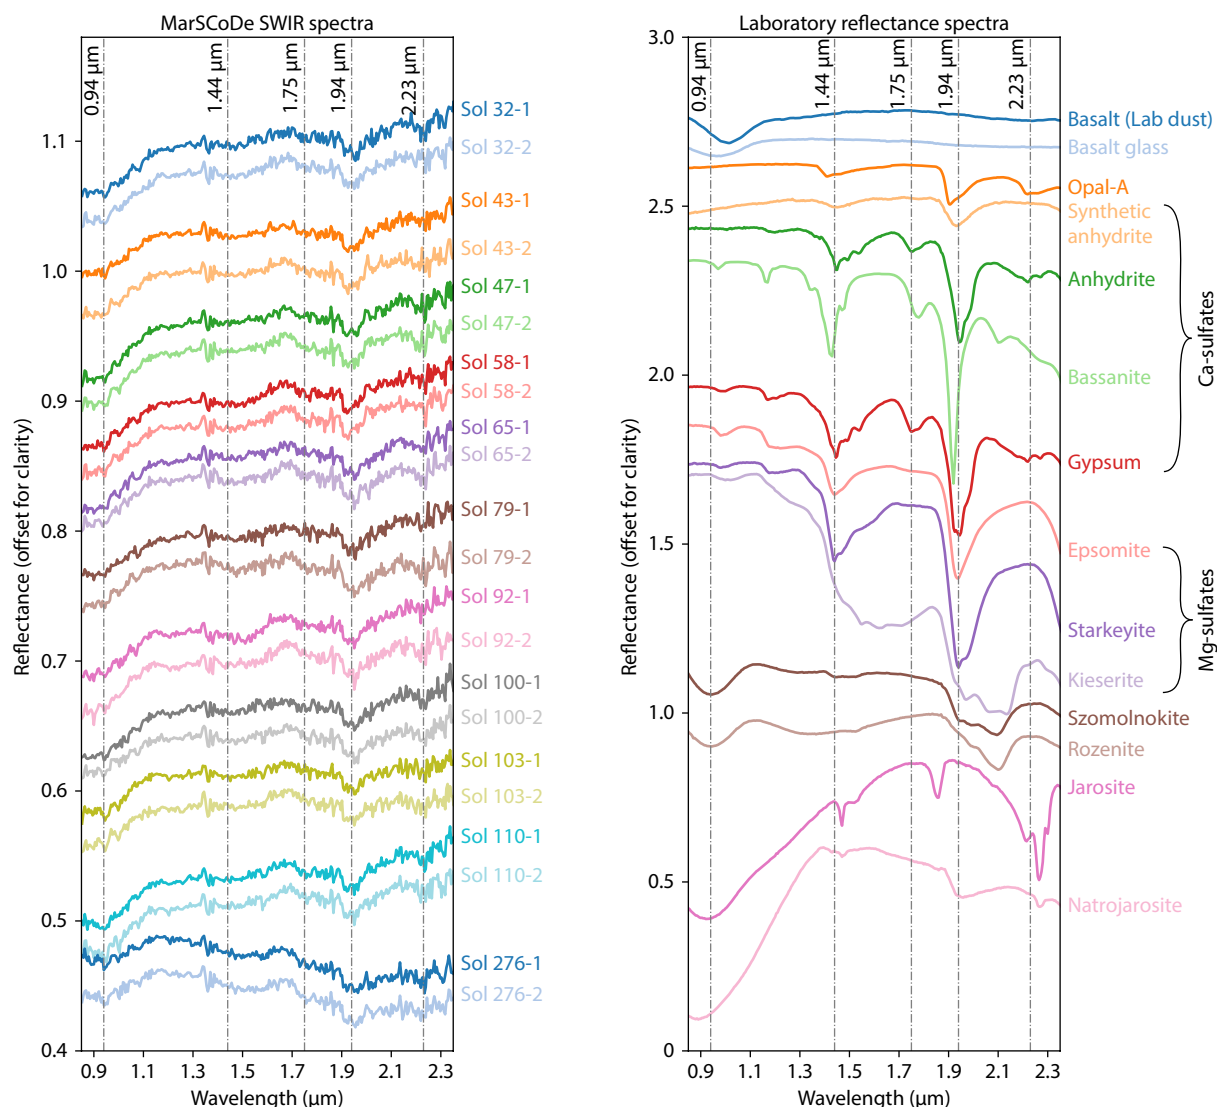 MarSCoDe SWIR spectra
0.94 μm
1.44 μm
1.75 μm
1.94 μm
2.23 μm
Reflectance (offset for clarity)
1.1
1.0
0.9
0.8
0.7
0.6
0.5
0.4
Sol 32-1
Sol 32-2
Sol 43-1
Sol 43-2
Sol 47-1
Sol 47-2
Sol 58-1
Sol 58-2
Sol 65-1
Sol 65-2
Sol 79-1
Sol 79-2
Sol 92-1
Sol 92-2
Sol 100-1
Sol 100-2
Sol 103-1
Sol 103-2
Sol 110-1
Sol 110-2
Sol 276-1
Sol 276-2
0.9 1.1 1.3 1.5 1.7 1.9 2.1 2.3
Wavelength (μm)
Laboratory reflectance spectra
0.94 μm
1.44 μm
1.75 μm
1.94 μm
2.23 μm
Reflectance (offset for clarity)
3.0
2.5
2.0
1.5
1.0
0.5
0
Basalt (Lab dust)
Basalt glass
Opal-A
Synthetic
anhydrite
Anhydrite
Bassanite
Gypsum
Epsomite
Starkeyite
Kieserite
Szomolnokite
Rozenite
Jarosite
Natrojarosite
Ca-sulfates
Mg-sulfates
0.9 1.1 1.3 1.5 1.7 1.9 2.1 2.3
Wavelength (μm)